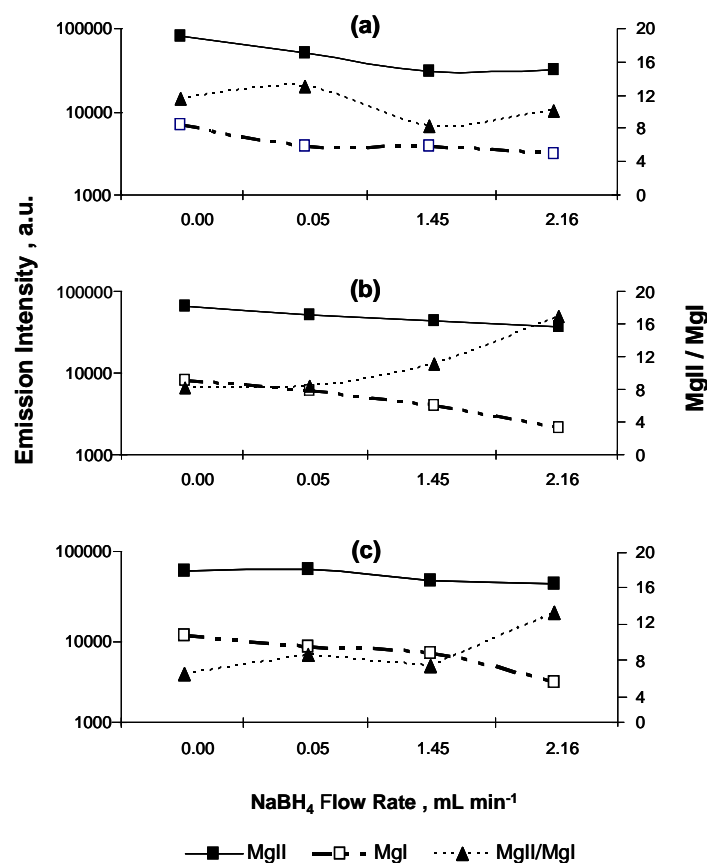 (a)
100000
10000
1000
20
16
12
8
4
0
0.00 0.05 1.45 2.16
(b)
100000
10000
1000
20
16
12
8
4
0
0.00 0.05 1.45 2.16
(c)
100000
10000
1000
20
16
12
8
4
0
0.00 0.05 1.45 2.16
Emission Intensity , a.u.
MgII / MgI
NaBH₄ Flow Rate , mL min⁻¹
MgII MgI MgII/MgI